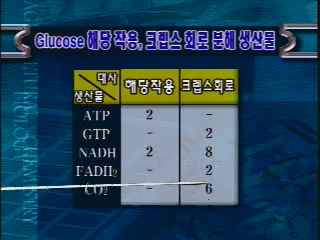 Glucose 해당 작용, 크렙스 회로 분해 생산물
대사
생산물 해당작용 크렙스회로
ATP 2 -
GTP - 2
NADH 2 8
FADH₂ - 2
CO₂ - 6